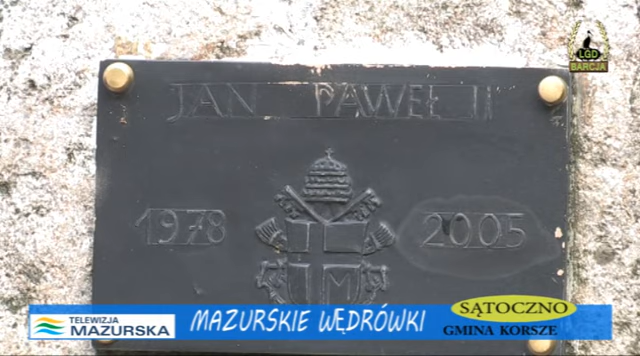 LGD
BARCJA
JAN PAWEŁ II
1978 2005
M
TELEWIZJA
MAZURSKA
MAZURSKIE WĘDRÓWKI
SĄTOCZNO
GMINA KORSZE